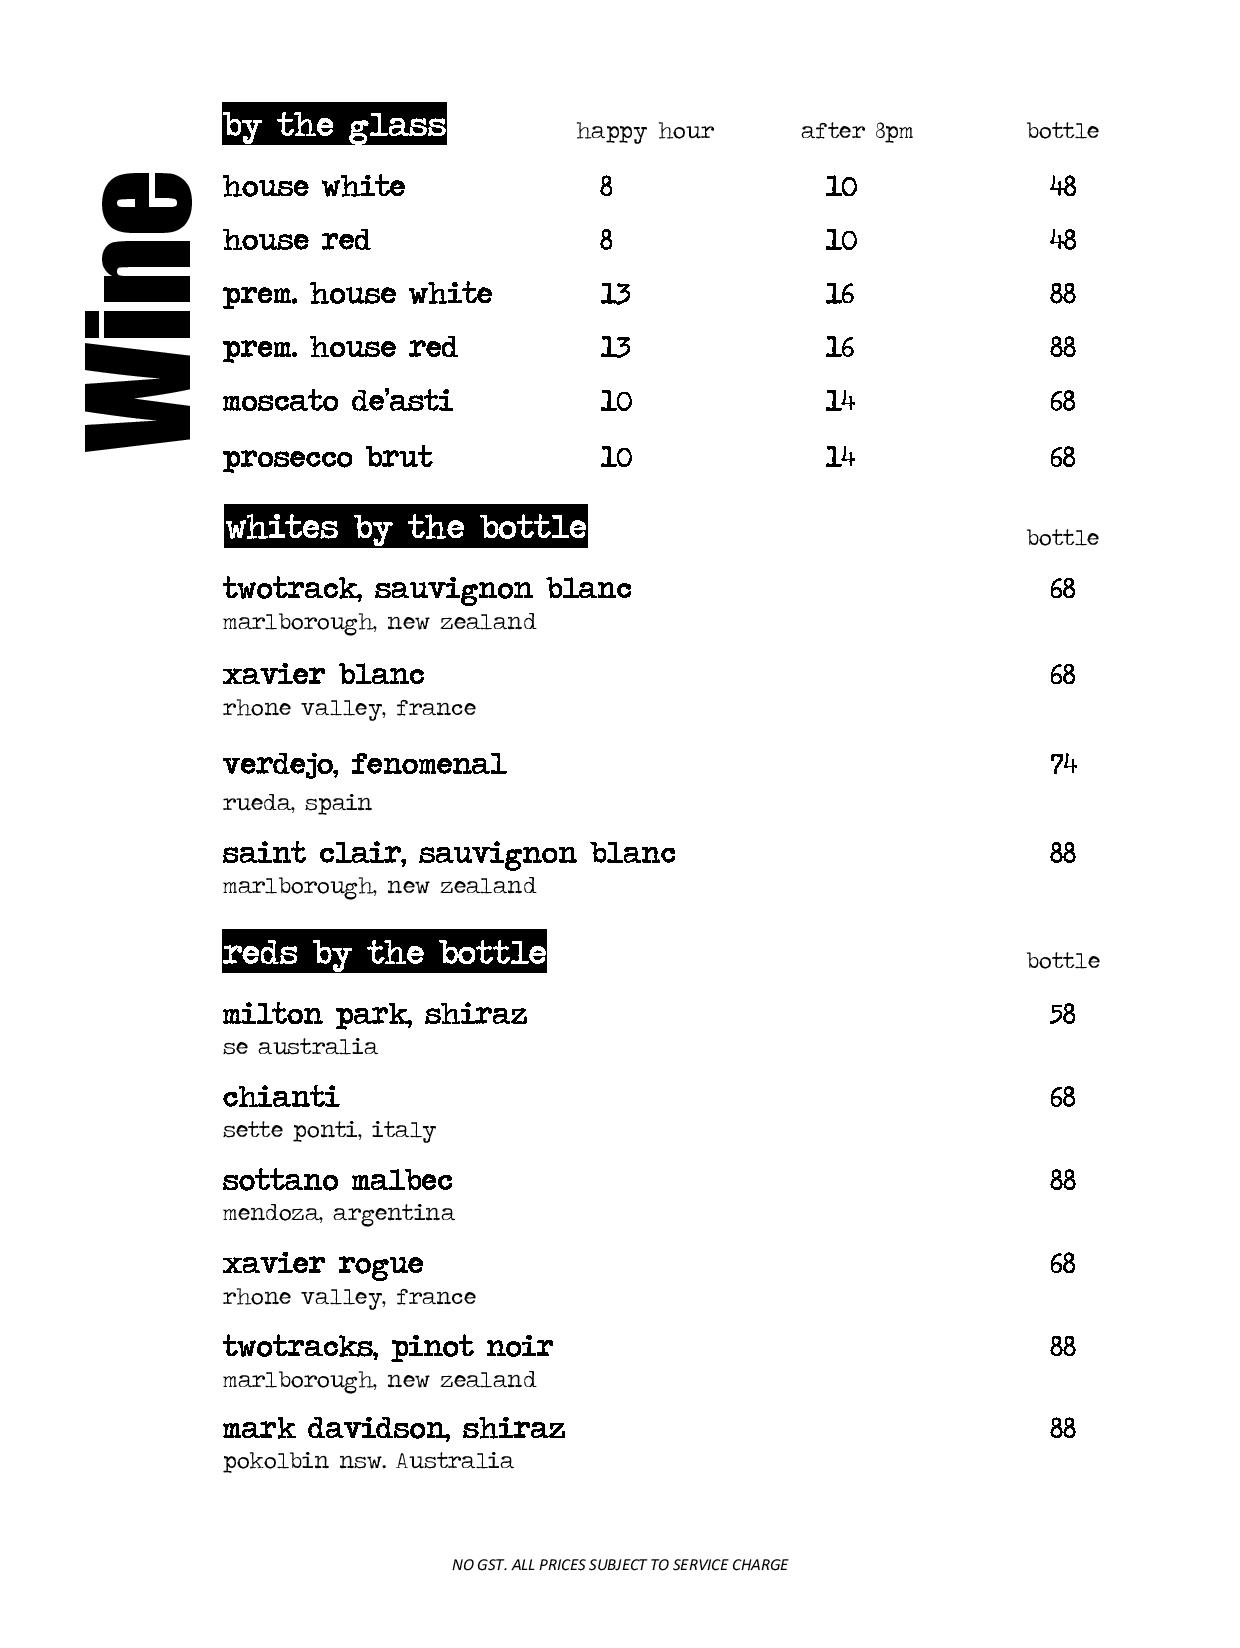 Wine
by the glass happy hour after 8pm bottle
house white 8 10 48
house red 8 10 48
prem. house white 13 16 88
prem. house red 13 16 88
moscato de’asti 10 14 68
prosecco brut 10 14 68
whites by the bottle bottle
twotrack, sauvignon blanc 68
marlborough, new zealand
xavier blanc 68
rhone valley, france
verdejo, fenomenal 74
rueda, spain
saint clair, sauvignon blanc 88
marlborough, new zealand
reds by the bottle bottle
milton park, shiraz 58
se australia
chianti 68
sette ponti, italy
sottano malbec 88
mendoza, argentina
xavier rogue 68
rhone valley, france
twotracks, pinot noir 88
marlborough, new zealand
mark davidson, shiraz 88
pokolbin nsw. Australia
NO GST. ALL PRICES SUBJECT TO SERVICE CHARGE